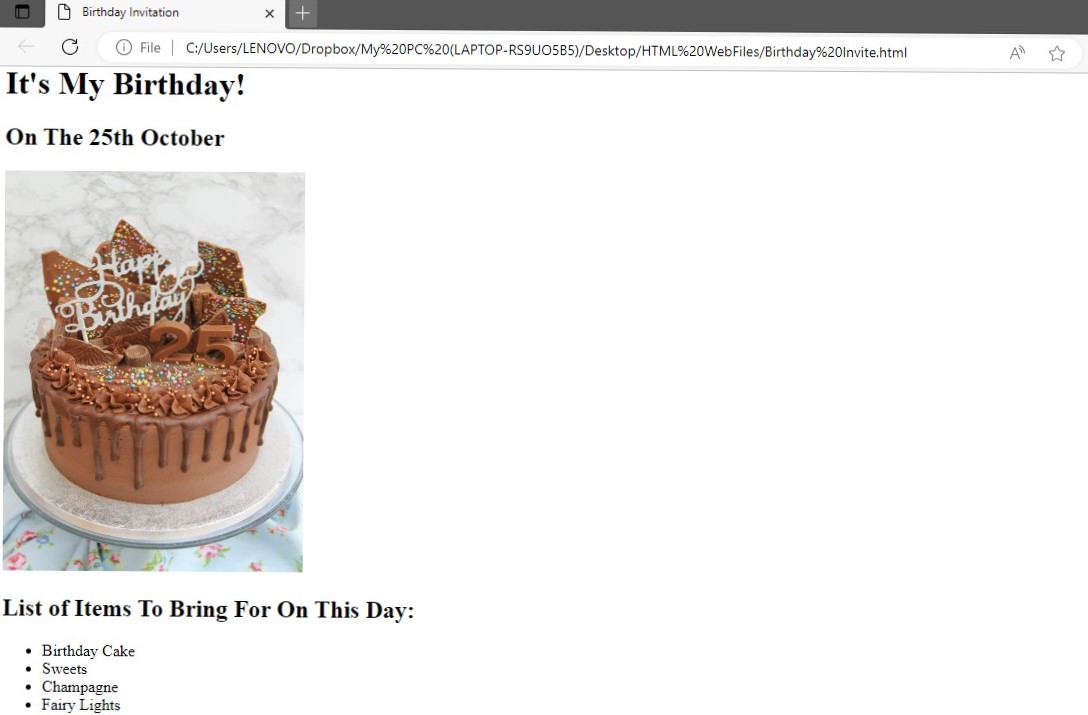 Birthday Invitation
File
C:/Users/LENOVO/Dropbox/My%20PC%20(LAPTOP-RS9UO5B5)/Desktop/HTML%20WebFiles/Birthday%20Invite.html
It's My Birthday!
On The 25th October
Happy
Birthday
25
List of Items To Bring For On This Day:
Birthday Cake
Sweets
Champagne
Fairy Lights